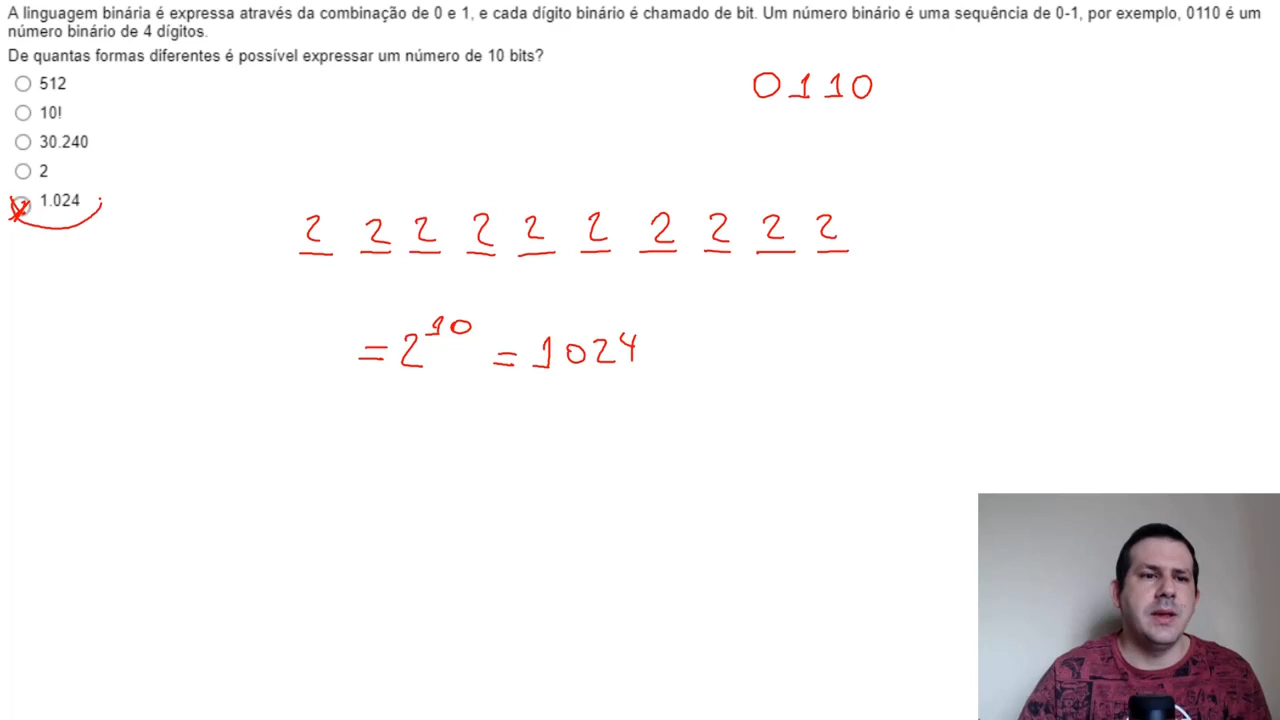 A linguagem binária é expressa através da combinação de 0 e 1, e cada dígito binário é chamado de bit. Um número binário é uma sequência de 0-1, por exemplo, 0110 é um
número binário de 4 dígitos.
De quantas formas diferentes é possível expressar um número de 10 bits?
512
10!
30.240
2
1.024
0110
2 2 2 2 2 2 2 2 2 2
= 2^10 = 1024